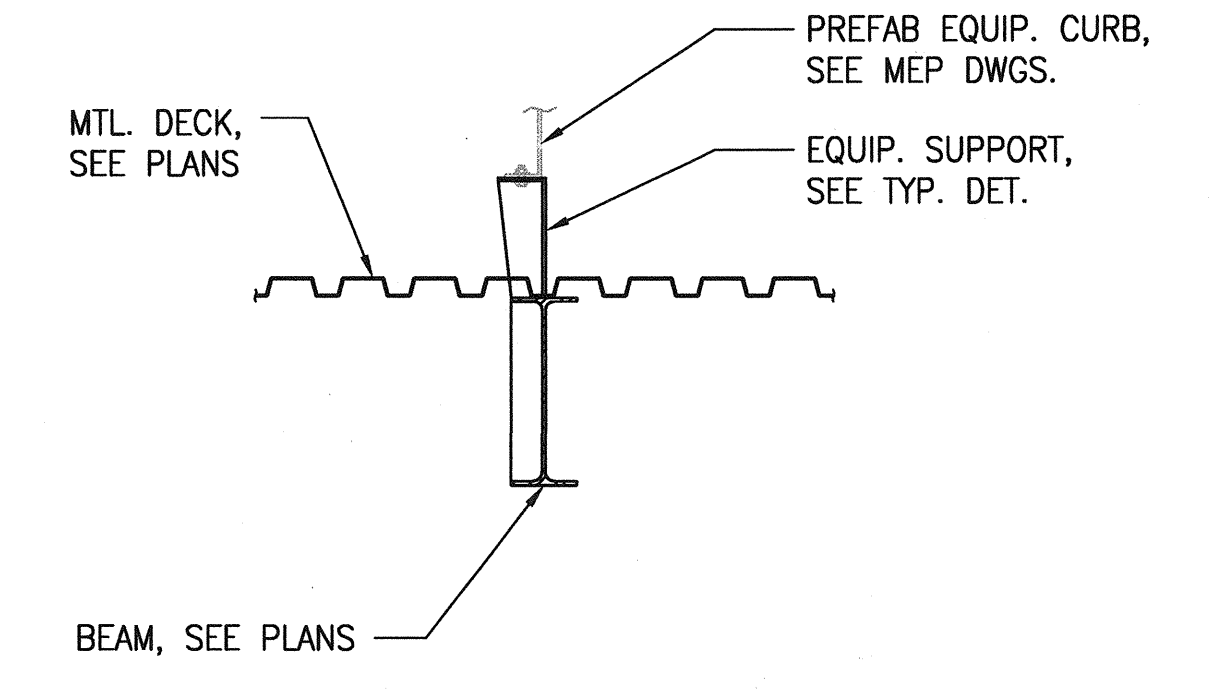 PREFAB EQUIP. CURB,
SEE MEP DWGS.
MTL. DECK,
SEE PLANS
EQUIP. SUPPORT,
SEE TYP. DET.
BEAM, SEE PLANS